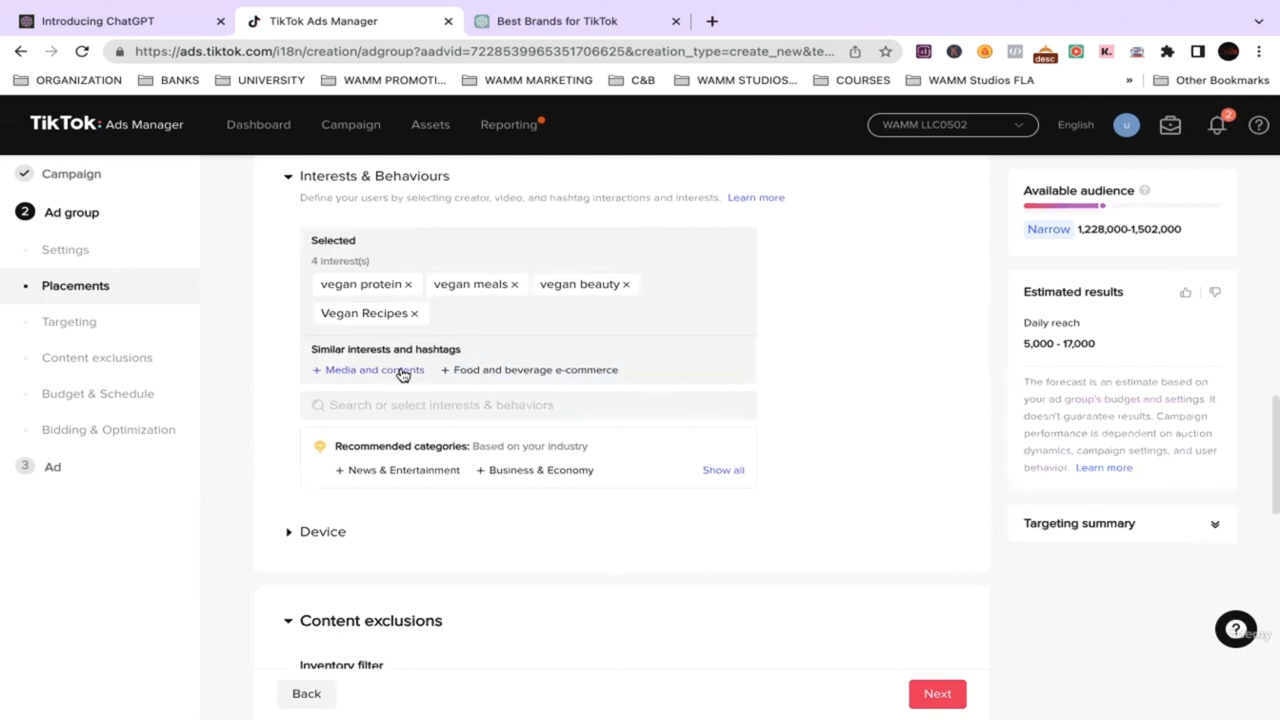 Introducing ChatGPT
TikTok Ads Manager
Best Brands for TikTok
https://ads.tiktok.com/i18n/creation/adgroup?aadvid=7228539965351706625&creation_type=create_new&te...
desc
K.
ORGANIZATION
BANKS
UNIVERSITY
WAMM PROMOTI...
WAMM MARKETING
C&B
WAMM STUDIOS...
COURSES
WAMM Studios FLA
»
Other Bookmarks
TikTok: Ads Manager
Dashboard
Campaign
Assets
Reporting
WAMM LLC0502
English
u
2
Campaign
2 Ad group
Settings
Placements
Targeting
Content exclusions
Budget & Schedule
Bidding & Optimization
3 Ad
Interests & Behaviours
Define your users by selecting creator, video, and hashtag interactions and interests. Learn more
Selected
4 interest(s)
vegan protein × vegan meals × vegan beauty ×
Vegan Recipes ×
Similar interests and hashtags
+ Media and contents + Food and beverage e-commerce
Search or select interests & behaviors
Recommended categories: Based on your industry
+ News & Entertainment + Business & Economy Show all
Device
Content exclusions
Inventory filter
Back
Next
Available audience
Narrow 1,228,000-1,502,000
Estimated results
Daily reach
5,000 - 17,000
The forecast is an estimate based on
your ad group's budget and settings. It
doesn't guarantee results. Campaign
performance is dependent on auction
dynamics, campaign settings, and user
behavior. Learn more
Targeting summary